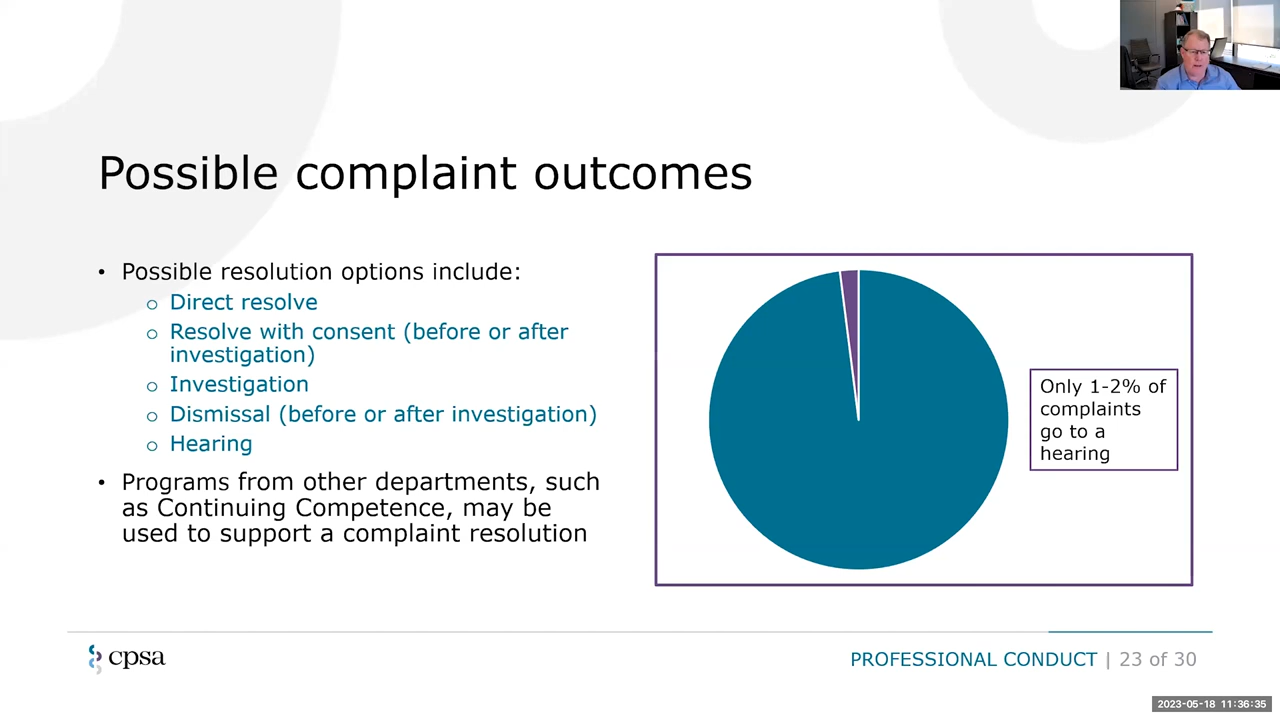 Possible complaint outcomes
• Possible resolution options include:
o Direct resolve
o Resolve with consent (before or after
investigation)
o Investigation
o Dismissal (before or after investigation)
o Hearing
• Programs from other departments, such
as Continuing Competence, may be
used to support a complaint resolution
Only 1-2% of
complaints
go to a
hearing
cpsa
PROFESSIONAL CONDUCT | 23 of 30
2023-05-18 11:36:35